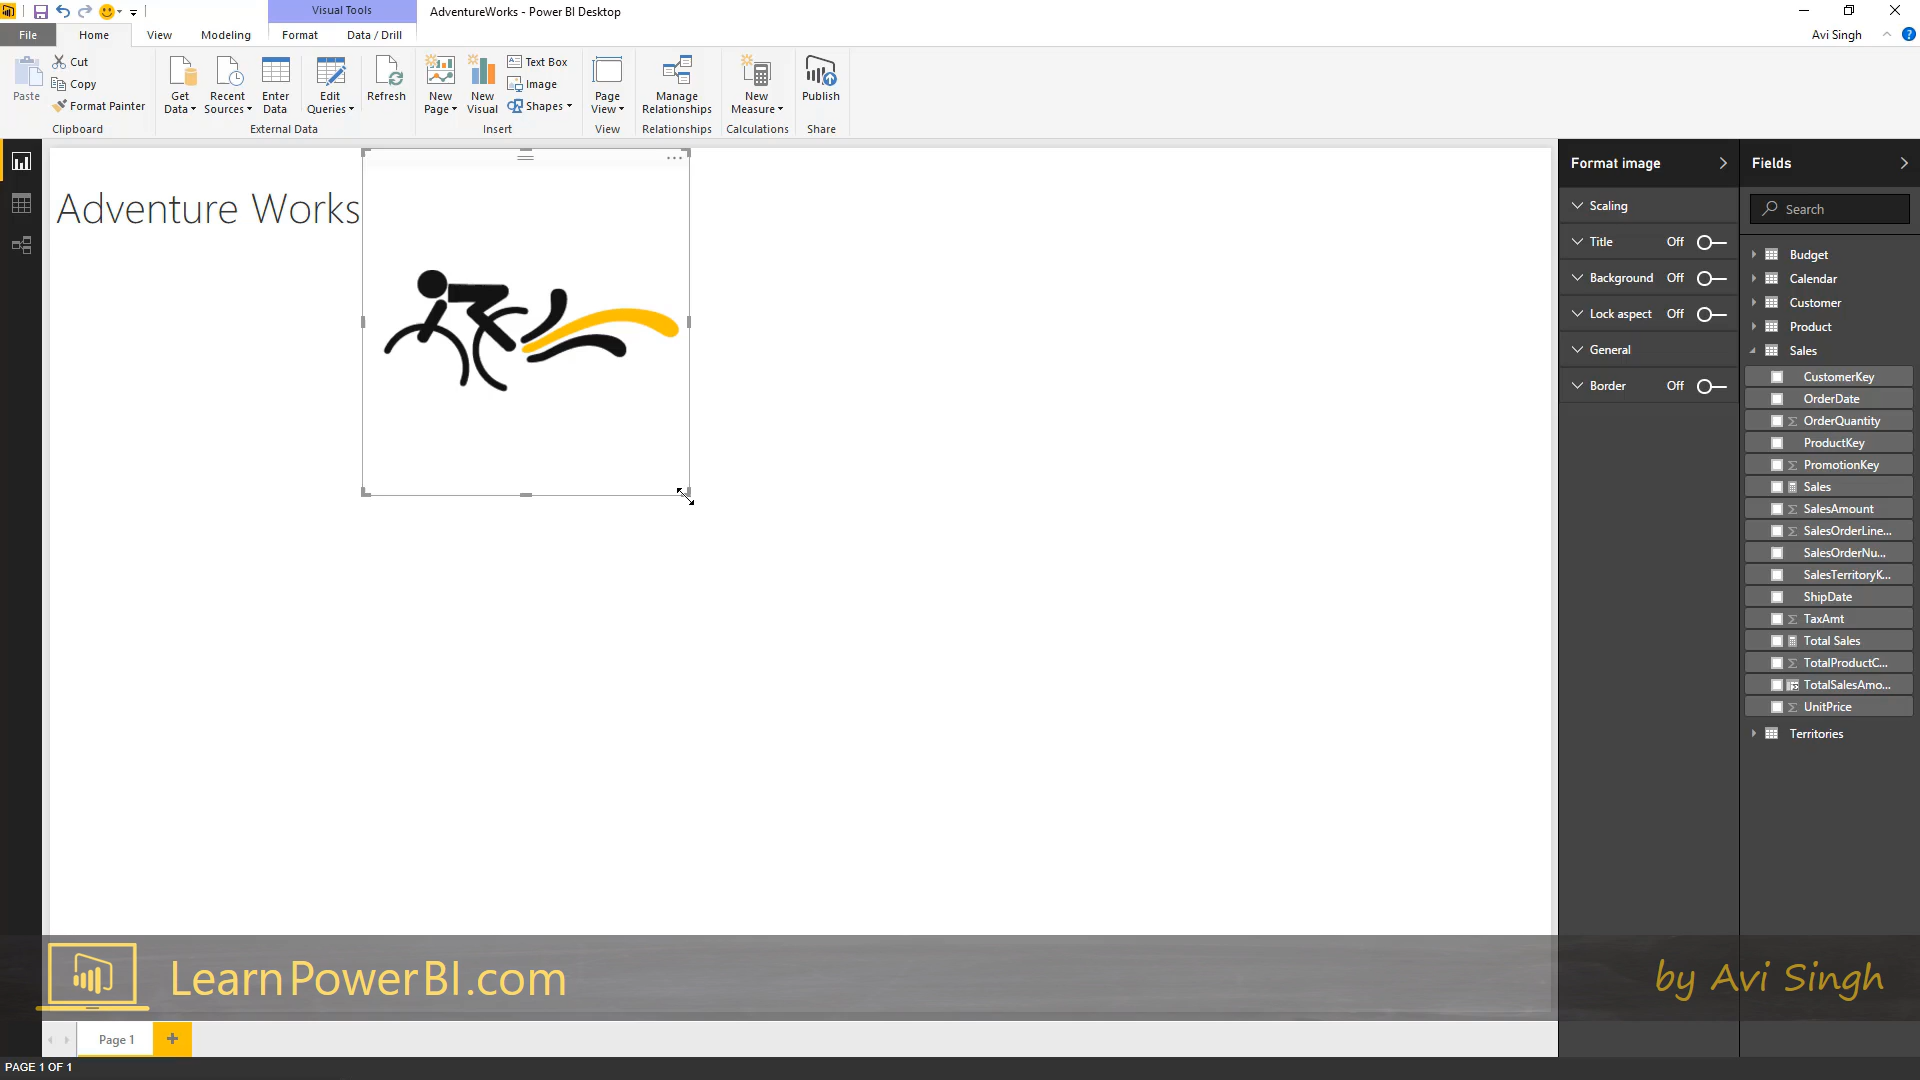 Visual Tools
AdventureWorks - Power BI Desktop
File
Home
View
Modeling
Format
Data / Drill
Avi Singh
Paste
Cut
Copy
Format Painter
Clipboard
Get Data
Recent Sources
Enter Data
Edit Queries
External Data
Refresh
New Page
New Visual
Text Box
Image
Shapes
Insert
Page View
View
Manage Relationships
Relationships
New Measure
Calculations
Publish
Share
Adventure Works
Format image
Scaling
Title Off
Background Off
Lock aspect Off
General
Border Off
Fields
Search
Budget
Calendar
Customer
Product
Sales
CustomerKey
OrderDate
OrderQuantity
ProductKey
PromotionKey
Sales
SalesAmount
SalesOrderLine...
SalesOrderNu...
SalesTerritoryK...
ShipDate
TaxAmt
Total Sales
TotalProductC...
TotalSalesAmo...
UnitPrice
Territories
LearnPowerBI.com
by Avi Singh
Page 1
PAGE 1 OF 1